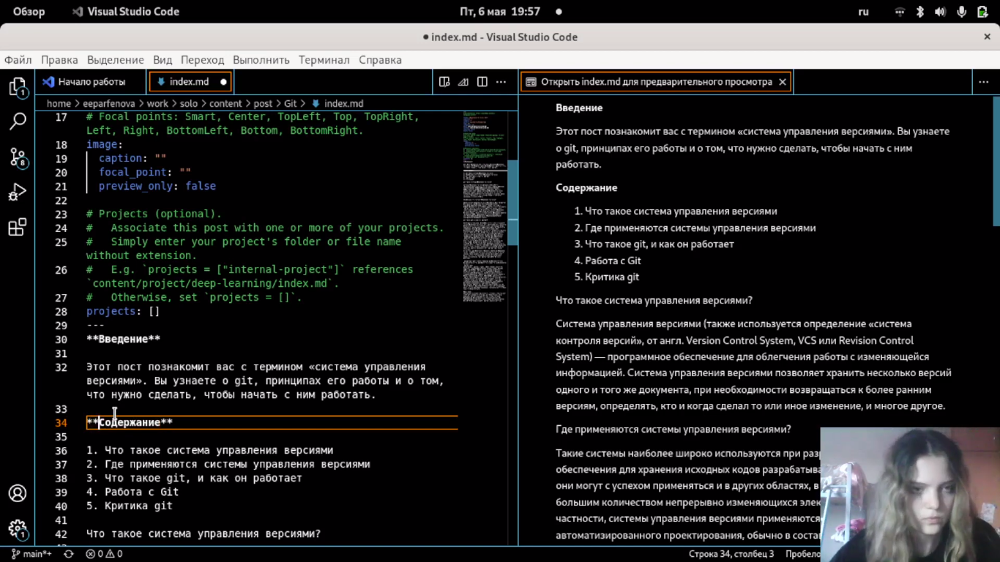 Обзор Visual Studio Code Пт, 6 мая 19:57 ru
index.md - Visual Studio Code
Файл Правка Выделение Вид Переход Выполнить Терминал Справка
Начало работы index.md
home > eeparfenova > work > solo > content > post > Git > index.md
17 # Focal points: Smart, Center, TopLeft, Top, TopRight,
Left, Right, BottomLeft, Bottom, BottomRight.
18 image:
19 caption: ""
20 focal_point: ""
21 preview_only: false
22
23 # Projects (optional).
24 #   Associate this post with one or more of your projects.
25 #   Simply enter your project's folder or file name
without extension.
26 #   E.g. `projects = ["internal-project"]` references
`content/project/deep-learning/index.md`.
27 #   Otherwise, set `projects = []`.
28 projects: []
29 ---
30 **Введение**
31
32 Этот пост познакомит вас с термином «система управления
версиями». Вы узнаете о git, принципах его работы и о том,
что нужно сделать, чтобы начать с ним работать.
33
34 **Содержание**
35
36 1. Что такое система управления версиями
37 2. Где применяются системы управления версиями
38 3. Что такое git, и как он работает
39 4. Работа с Git
40 5. Критика git
41
42 Что такое система управления версиями?
Открыть index.md для предварительного просмотра
Введение
Этот пост познакомит вас с термином «система управления версиями». Вы узнаете
о git, принципах его работы и о том, что нужно сделать, чтобы начать с ним
работать.
Содержание
1. Что такое система управления версиями
2. Где применяются системы управления версиями
3. Что такое git, и как он работает
4. Работа с Git
5. Критика git
Что такое система управления версиями?
Система управления версиями (также используется определение «система
контроля версий», от англ. Version Control System, VCS или Revision Control
System) — программное обеспечение для облегчения работы с изменяющейся
информацией. Система управления версиями позволяет хранить несколько версий
одного и того же документа, при необходимости возвращаться к более ранним
версиям, определять, кто и когда сделал то или иное изменение, и многое другое.
Где применяются системы управления версиями?
Такие системы наиболее широко используются при
обеспечения для хранения исходных кодов
они могут с успехом применяться и в других областях, в
большим количеством непрерывно изменяющихся
частности, системы управления версиями применяются
автоматизированного проектирования, обычно в
1
8
1
main*+ 0 0 Строка 34, столбец 3